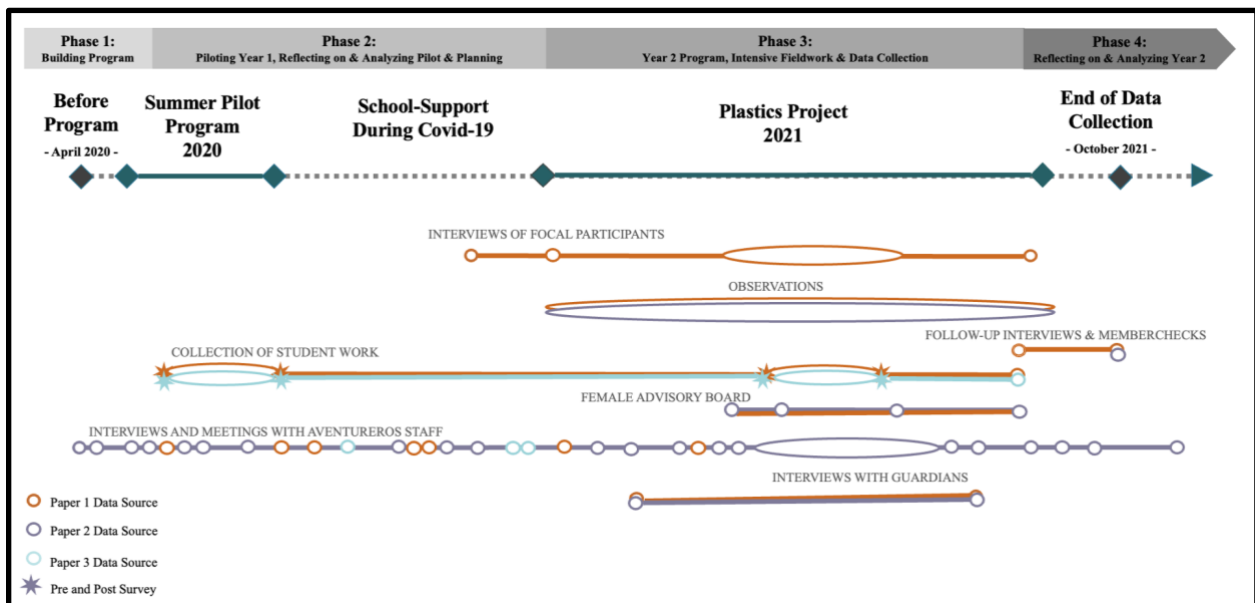 Phase 1:
Building Program
Phase 2:
Piloting Year 1, Reflecting on & Analyzing Pilot & Planning
Phase 3:
Year 2 Program, Intensive Fieldwork & Data Collection
Phase 4:
Reflecting on & Analyzing Year 2
Before
Program
- April 2020 -
Summer Pilot
Program
2020
School-Support
During Covid-19
Plastics Project
2021
End of Data
Collection
- October 2021 -
INTERVIEWS OF FOCAL PARTICIPANTS
OBSERVATIONS
FOLLOW-UP INTERVIEWS & MEMBERCHECKS
COLLECTION OF STUDENT WORK
FEMALE ADVISORY BOARD
INTERVIEWS AND MEETINGS WITH AVENTUREROS STAFF
INTERVIEWS WITH GUARDIANS
Paper 1 Data Source
Paper 2 Data Source
Paper 3 Data Source
Pre and Post Survey